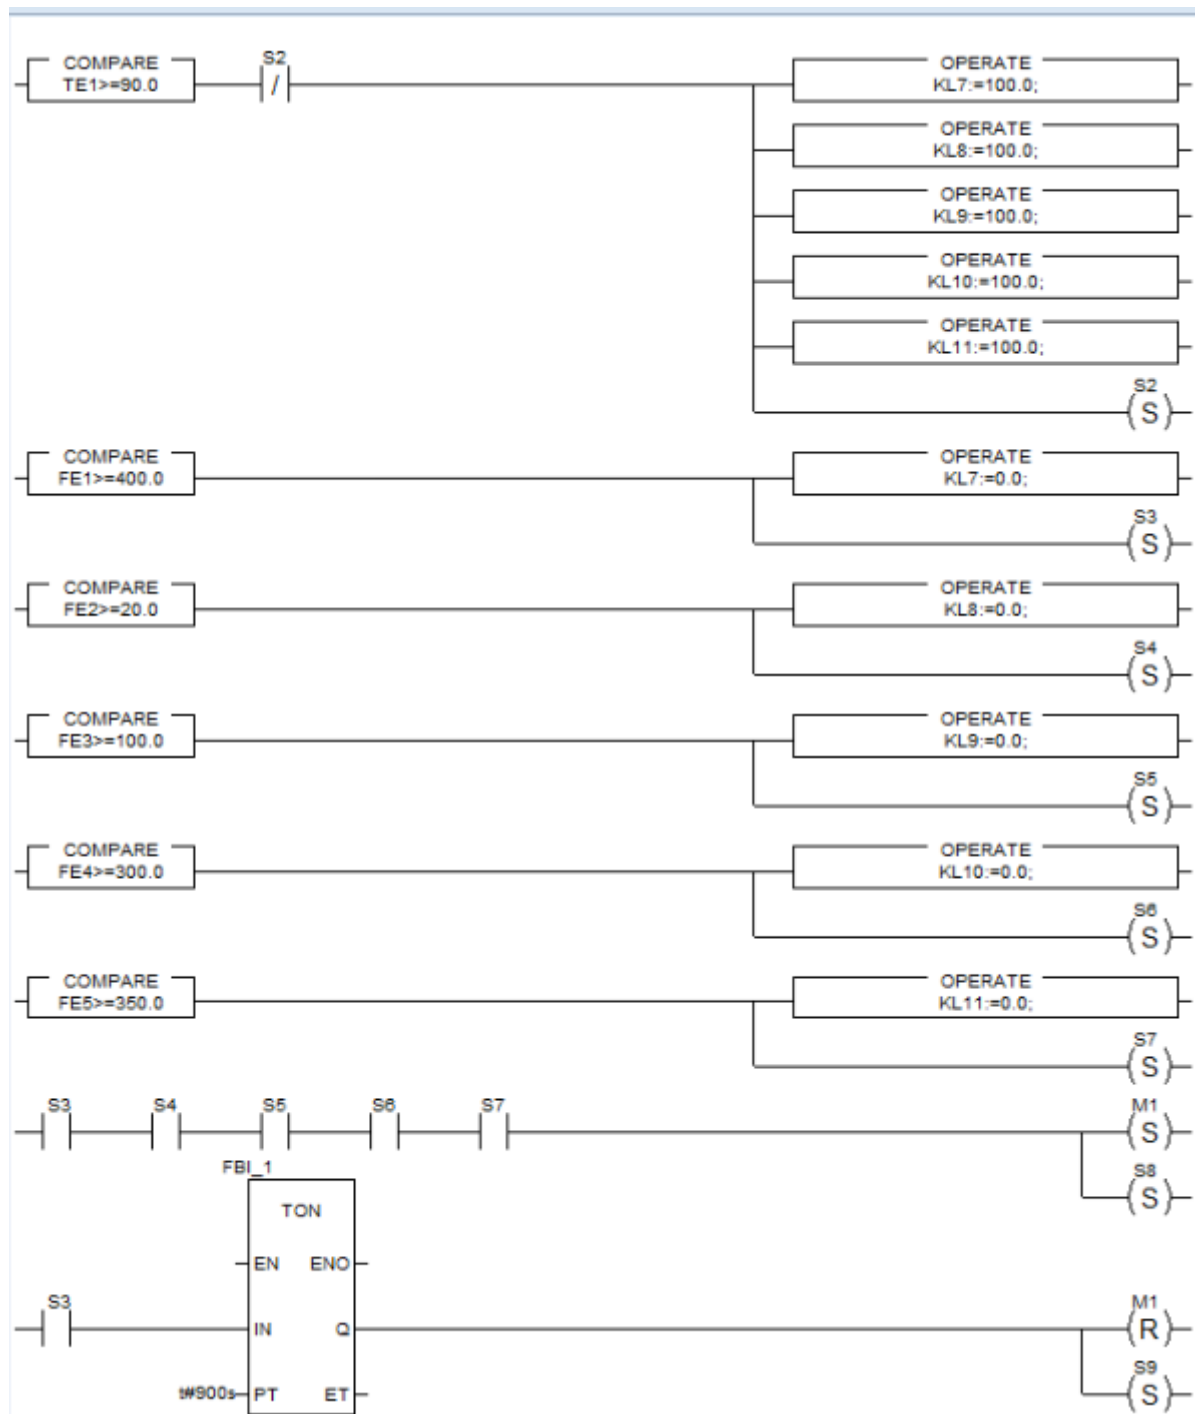 COMPARE
TE1>=90.0
S2
/
OPERATE
KL7:=100.0;
OPERATE
KL8:=100.0;
OPERATE
KL9:=100.0;
OPERATE
KL10:=100.0;
OPERATE
KL11:=100.0;
S2
S
COMPARE
FE1>=400.0
OPERATE
KL7:=0.0;
S3
S
COMPARE
FE2>=20.0
OPERATE
KL8:=0.0;
S4
S
COMPARE
FE3>=100.0
OPERATE
KL9:=0.0;
S5
S
COMPARE
FE4>=300.0
OPERATE
KL10:=0.0;
S6
S
COMPARE
FE5>=350.0
OPERATE
KL11:=0.0;
S7
S
S3 S4 S5 S6 S7 M1
S
S8
S
FBI_1
TON
EN ENO
S3
IN Q
M1
R
S9
S
t#900s PT ET